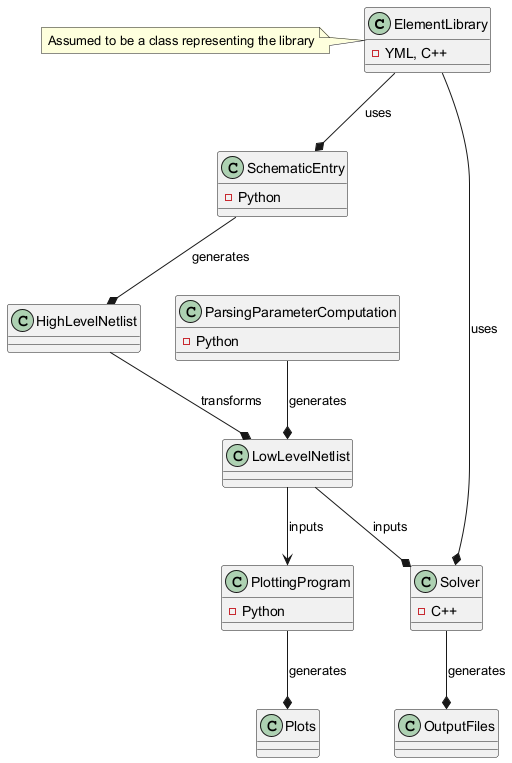 Assumed to be a class representing the library
C ElementLibrary
YML, C++
uses
C SchematicEntry
Python
generates
C HighLevelNetlist
C ParsingParameterComputation
Python
uses
transforms
generates
C LowLevelNetlist
inputs
inputs
C PlottingProgram
Python
C Solver
C++
generates
generates
C Plots
C OutputFiles